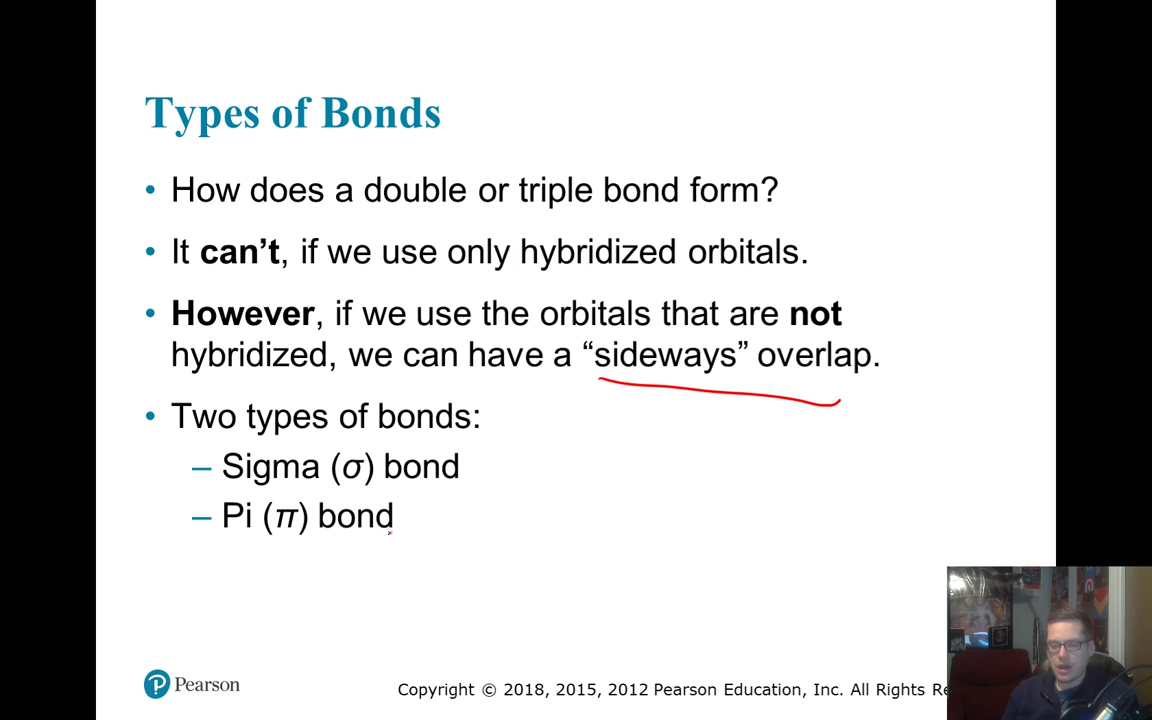 Types of Bonds
• How does a double or triple bond form?
• It can’t, if we use only hybridized orbitals.
• However, if we use the orbitals that are not
hybridized, we can have a “sideways” overlap.
• Two types of bonds:
– Sigma (σ) bond
– Pi (π) bond
P Pearson
Copyright © 2018, 2015, 2012 Pearson Education, Inc. All Rights